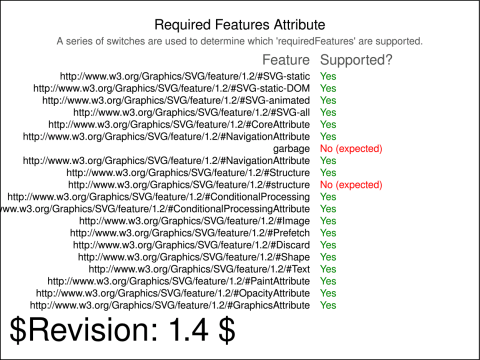 Required Features Attribute
A series of switches are used to determine which 'requiredFeatures' are supported.
Feature Supported?
http://www.w3.org/Graphics/SVG/feature/1.2/#SVG-static Yes
http://www.w3.org/Graphics/SVG/feature/1.2/#SVG-static-DOM Yes
http://www.w3.org/Graphics/SVG/feature/1.2/#SVG-animated Yes
http://www.w3.org/Graphics/SVG/feature/1.2/#SVG-all Yes
http://www.w3.org/Graphics/SVG/feature/1.2/#CoreAttribute Yes
http://www.w3.org/Graphics/SVG/feature/1.2/#NavigationAttribute Yes
garbage No (expected)
http://www.w3.org/Graphics/SVG/feature/1.2/#NavigationAttribute Yes
http://www.w3.org/Graphics/SVG/feature/1.2/#Structure Yes
http://www.w3.org/Graphics/SVG/feature/1.2/#structure No (expected)
http://www.w3.org/Graphics/SVG/feature/1.2/#ConditionalProcessing Yes
ww.w3.org/Graphics/SVG/feature/1.2/#ConditionalProcessingAttribute Yes
http://www.w3.org/Graphics/SVG/feature/1.2/#Image Yes
http://www.w3.org/Graphics/SVG/feature/1.2/#Prefetch Yes
http://www.w3.org/Graphics/SVG/feature/1.2/#Discard Yes
http://www.w3.org/Graphics/SVG/feature/1.2/#Shape Yes
http://www.w3.org/Graphics/SVG/feature/1.2/#Text Yes
http://www.w3.org/Graphics/SVG/feature/1.2/#PaintAttribute Yes
http://www.w3.org/Graphics/SVG/feature/1.2/#OpacityAttribute Yes
http://www.w3.org/Graphics/SVG/feature/1.2/#GraphicsAttribute Yes
$Revision: 1.4 $